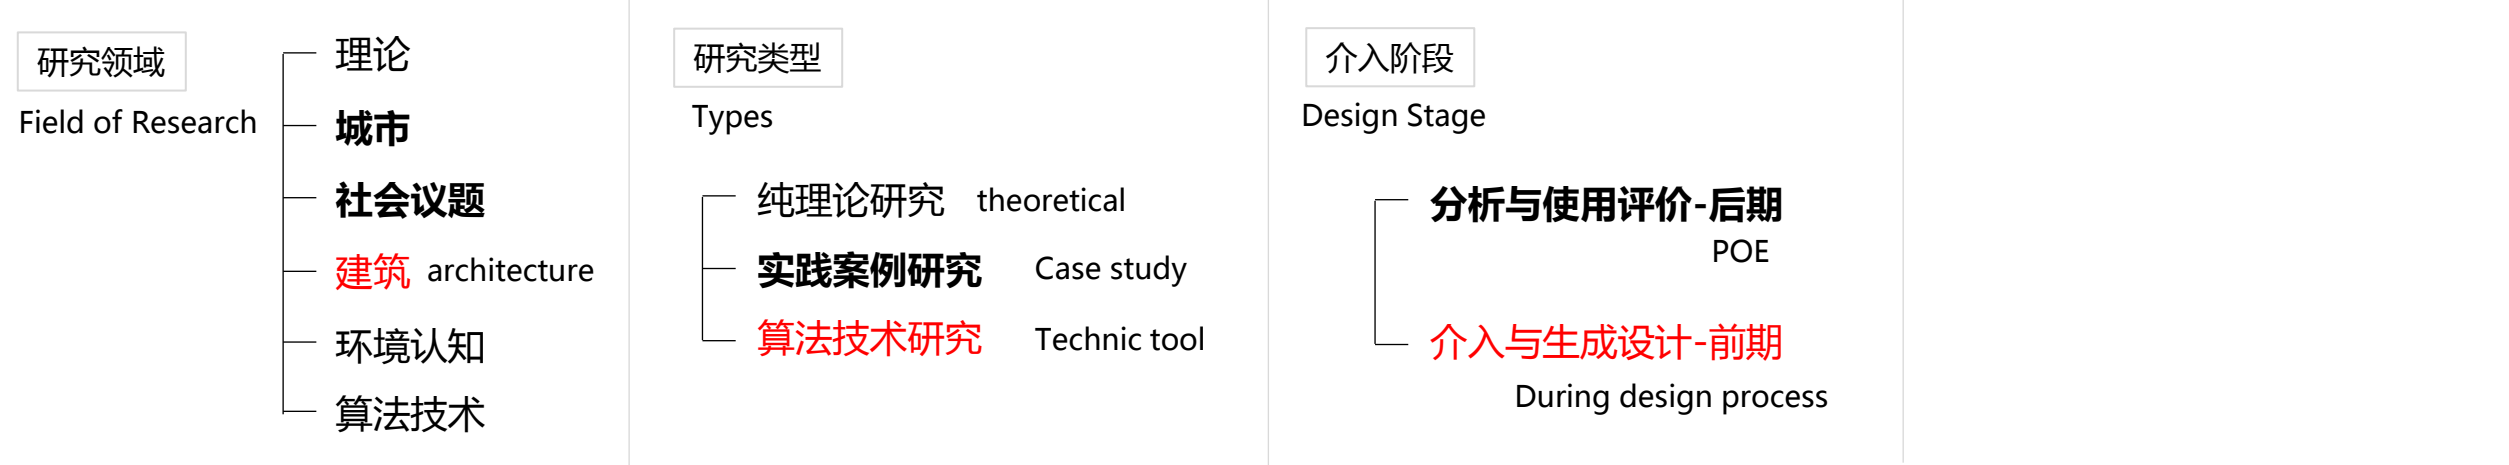 研究领域
Field of Research
理论
城市
社会议题
建筑 architecture
环境认知
算法技术
研究类型
Types
纯理论研究 theoretical
实践案例研究 Case study
算法技术研究 Technic tool
介入阶段
Design Stage
分析与使用评价-后期
POE
介入与生成设计-前期
During design process